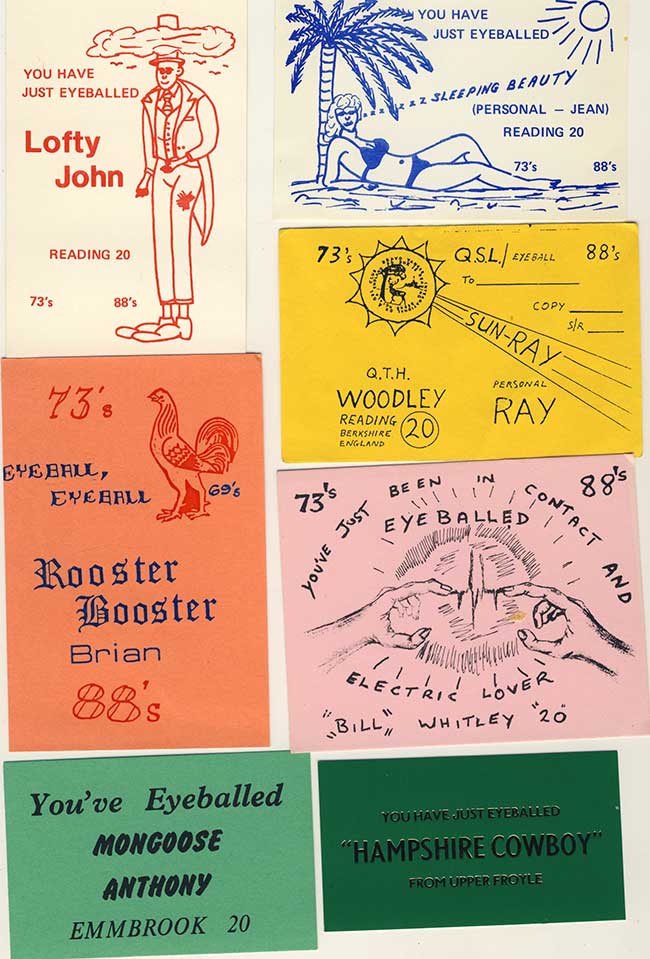 YOU HAVE
JUST EYEBALLED
Lofty
John
READING 20
73's 88's
YOU HAVE
JUST EYEBALLED
z z z z z z z SLEEPING BEAUTY
(PERSONAL – JEAN)
READING 20
73's 88's
73's Q.S.L./EYEBALL 88's
TO
COPY
S/R
SUN-RAY
Q.T.H.
WOODLEY
READING
BERKSHIRE
ENGLAND
20
PERSONAL
RAY
73's
EYEBALL,
EYEBALL 69's
Rooster
Booster
Brian
88's
73's 88's
YOU'VE JUST BEEN IN CONTACT AND
EYEBALLED
ELECTRIC LOVER
"BILL" WHITLEY "20"
You've Eyeballed
MONGOOSE
ANTHONY
EMMBROOK 20
YOU HAVE JUST EYEBALLED
"HAMPSHIRE COWBOY"
FROM UPPER FROYLE